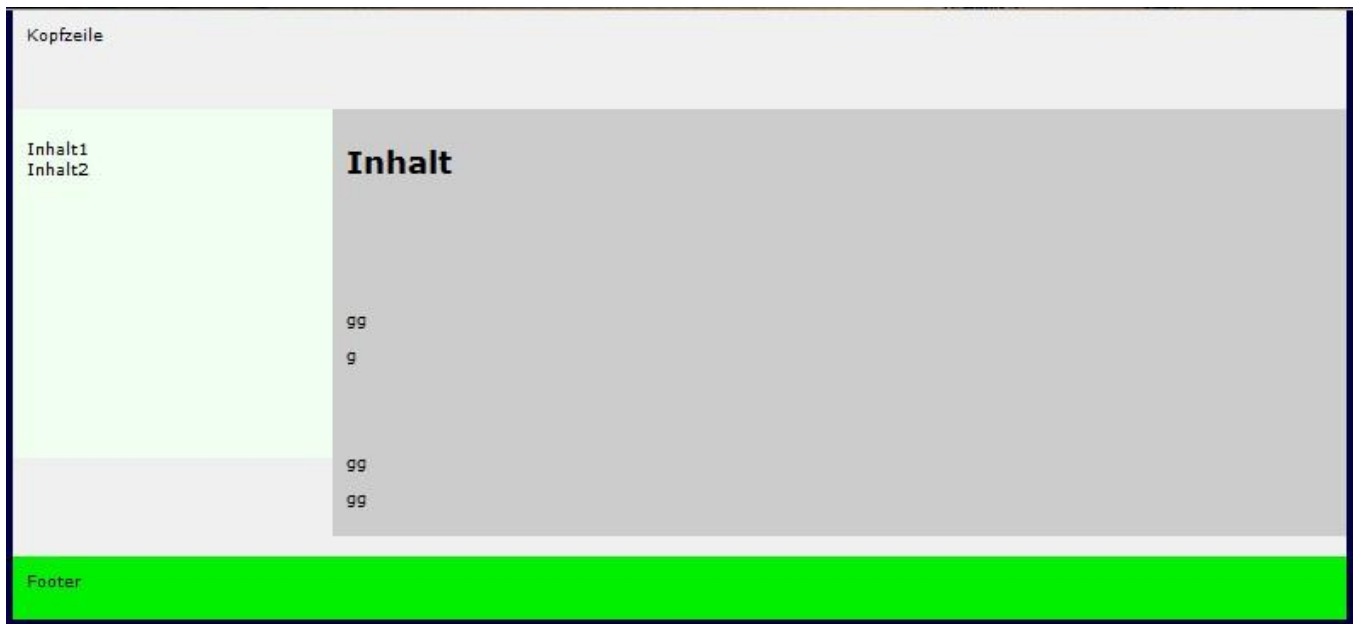 Kopfzeile
Inhalt1
Inhalt2
Inhalt
gg
g
gg
gg
Footer